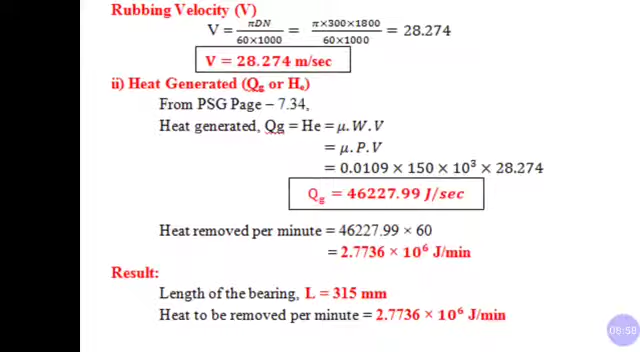 Rubbing Velocity (V)
V = πDN/60×1000 = π×300×1800/60×1000 = 28.274
V = 28.274 m/sec
ii) Heat Generated (Qg or He)
From PSG Page – 7.34,
Heat generated, Qg = He = μ.W.V
= μ.P.V
= 0.0109 × 150 × 10³ × 28.274
Qg = 46227.99 J/sec
Heat removed per minute = 46227.99 × 60
= 2.7736 × 10⁶ J/min
Result:
Length of the bearing, L = 315 mm
Heat to be removed per minute = 2.7736 × 10⁶ J/min
08:59